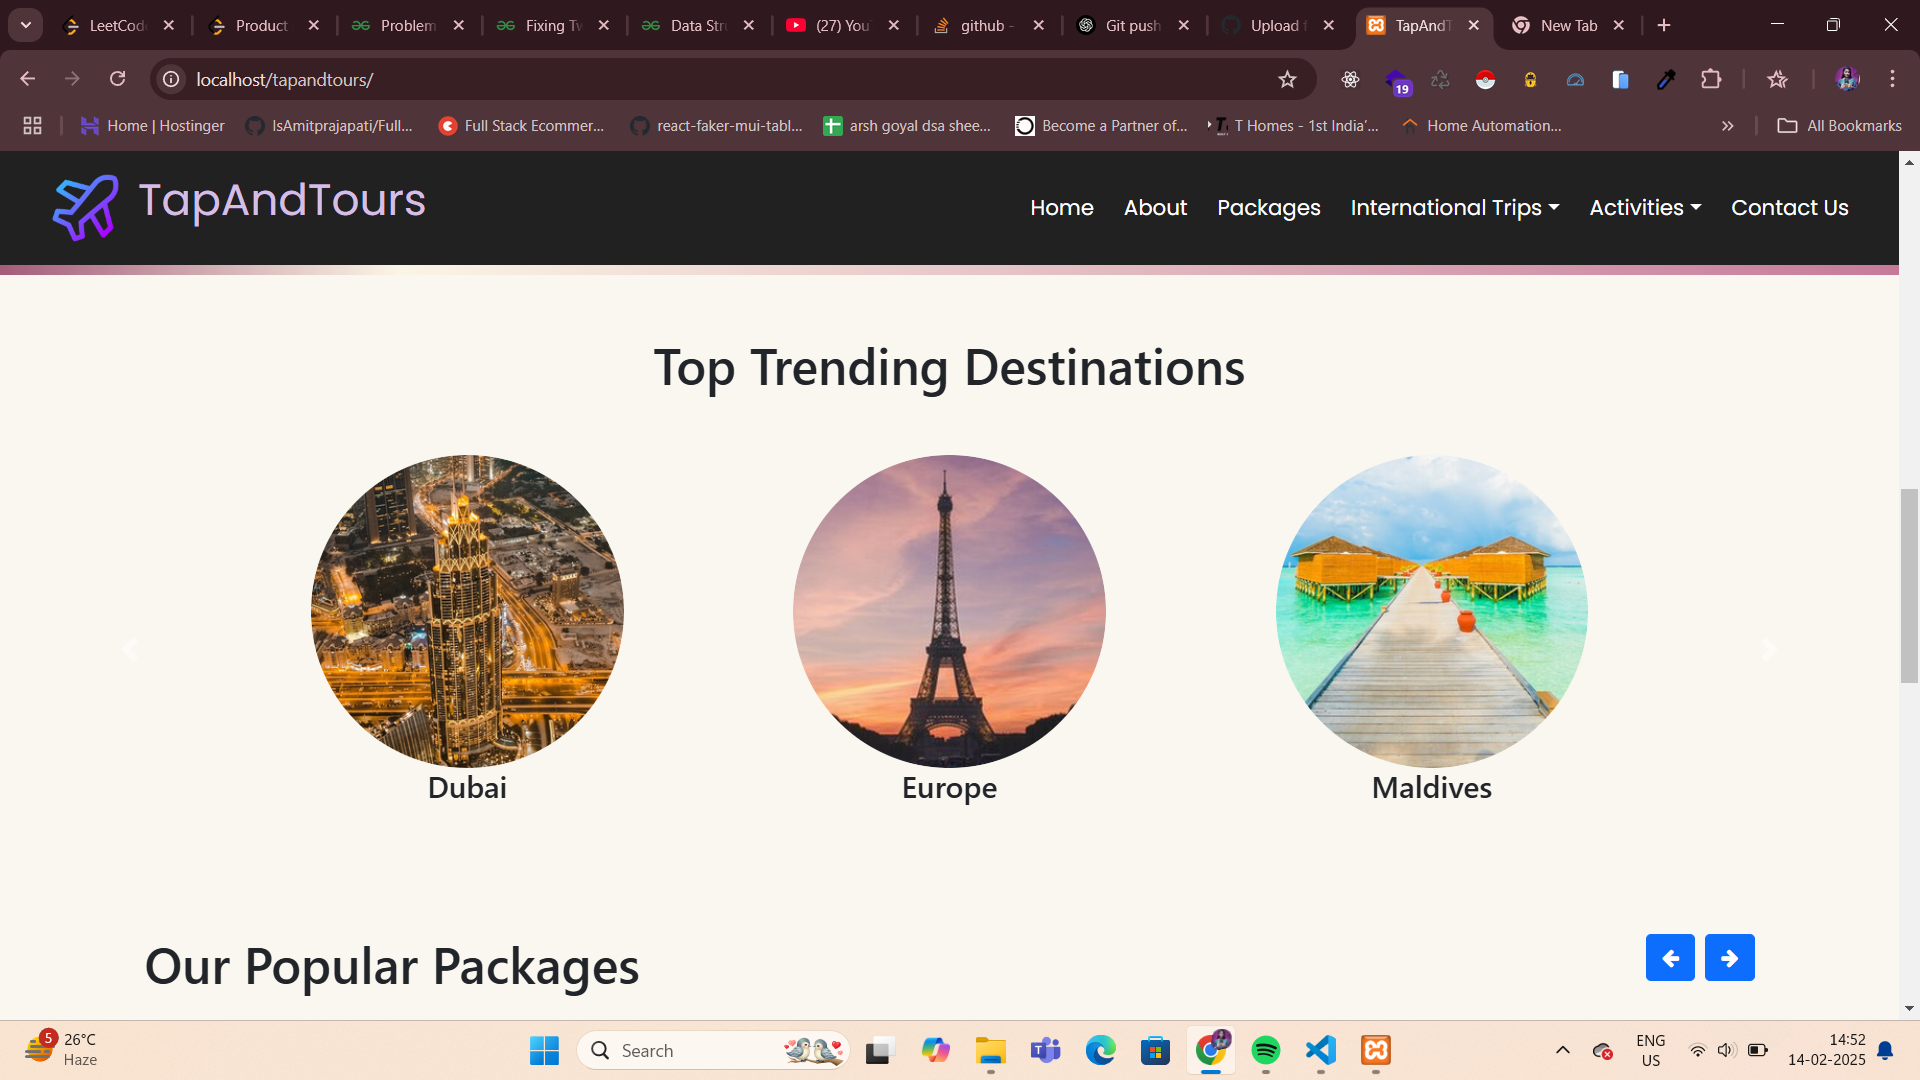 LeetCod
Product
Problem
Fixing Tw
Data Str
(27) You
github -
Git push
Upload f
TapAndT
New Tab
localhost/tapandtours/
19
Home | Hostinger
IsAmitprajapati/Full...
Full Stack Ecommer...
react-faker-mui-tabl...
arsh goyal dsa shee...
Become a Partner of...
T Homes - 1st India'...
Home Automation...
All Bookmarks
TapAndTours
Home
About
Packages
International Trips
Activities
Contact Us
Top Trending Destinations
Dubai
Europe
Maldives
Our Popular Packages
5
26°C
Haze
Search
ENG
US
14:52
14-02-2025